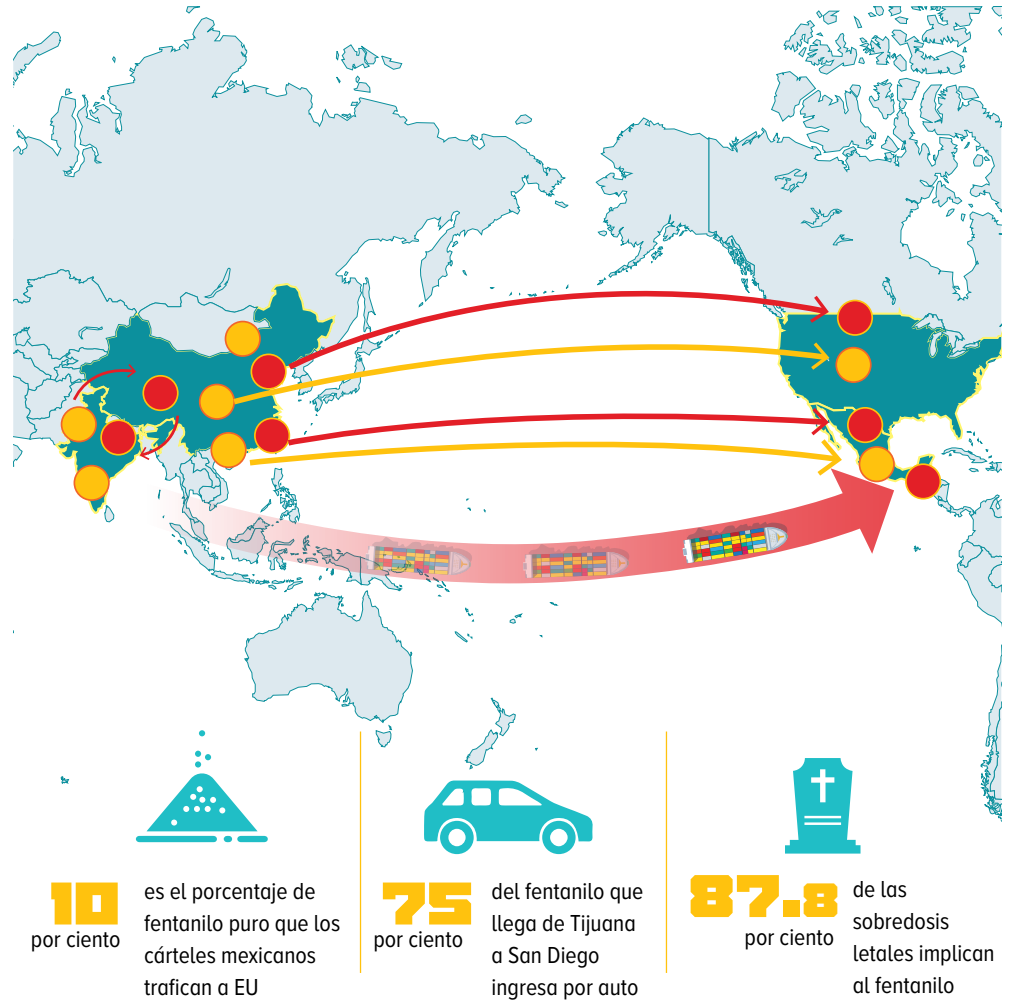 10
por ciento
es el porcentaje de
fentanilo puro que los
cárteles mexicanos
trafican a EU
75
por ciento
del fentanilo que
llega de Tijuana
a San Diego
ingresa por auto
87.8
por ciento
de las
sobredosis
letales implican
al fentanilo